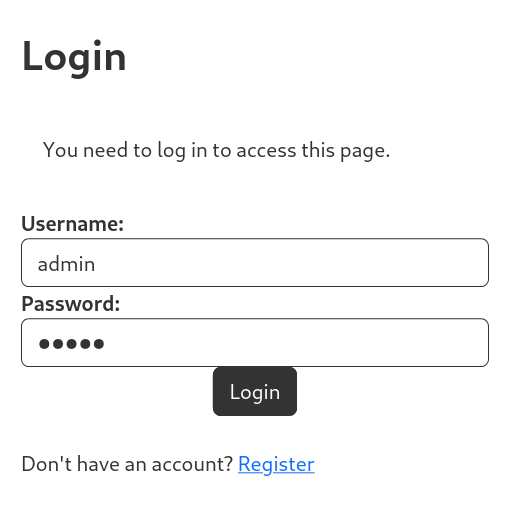 Login
You need to log in to access this page.
Username:
admin
Password:
●●●●●
Login
Don't have an account? Register